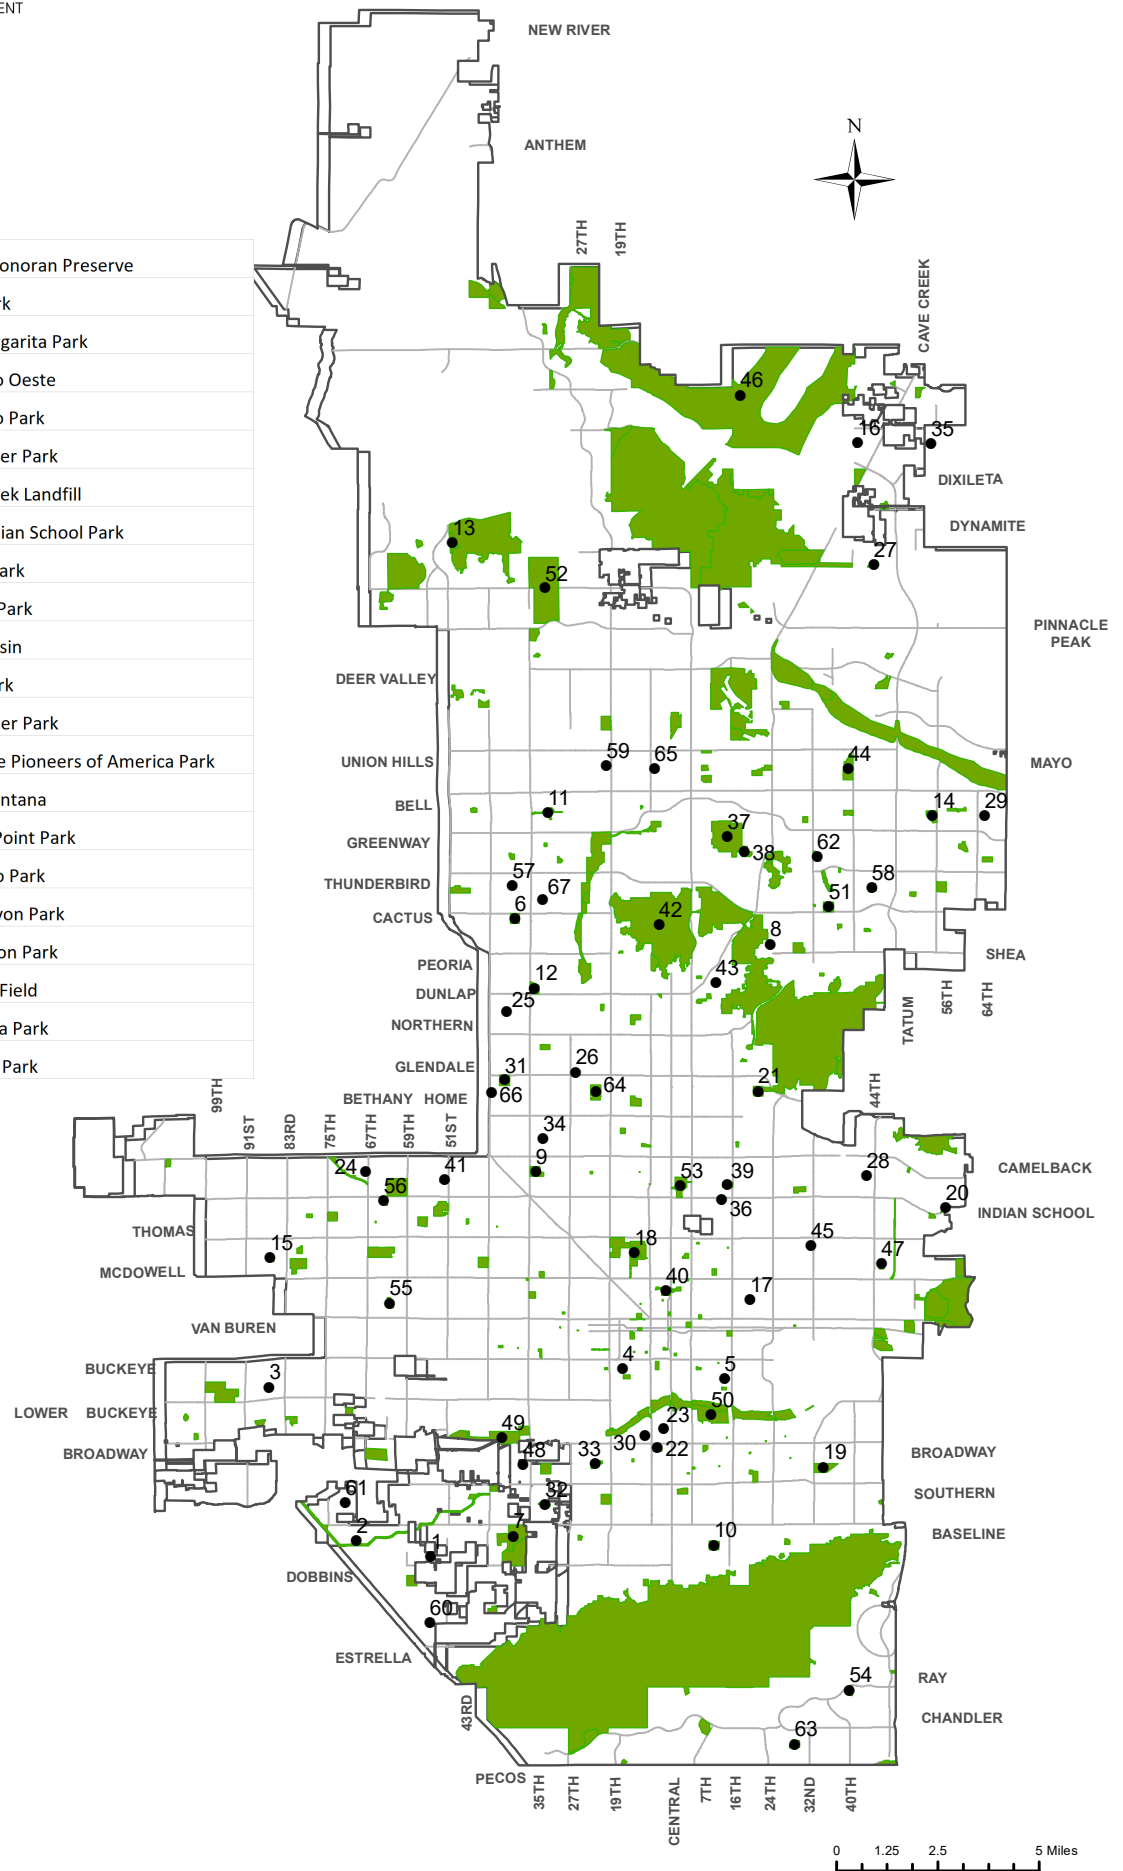 ENT
NEW RIVER
ANTHEM
N
27TH
19TH
CAVE CREEK
onoran Preserve
rk
garita Park
o Oeste
o Park
er Park
ek Landfill
ian School Park
ark
Park
sin
rk
ter Park
e Pioneers of America Park
ntana
Point Park
o Park
yon Park
on Park
Field
a Park
Park
46
16
35
DIXILETA
DYNAMITE
13
27
52
PINNACLE
PEAK
DEER VALLEY
UNION HILLS
59
65
44
MAYO
BELL
11
14
29
GREENWAY
37
38
62
THUNDERBIRD
57
67
58
CACTUS
6
42
51
8
SHEA
PEORIA
12
43
DUNLAP
25
TATUM
56TH
64TH
NORTHERN
GLENDALE
31
26
21
66
64
BETHANY HOME
44TH
99TH
91ST
83RD
75TH
67TH
59TH
51ST
34
24
41
9
53
39
28
CAMELBACK
56
36
20
INDIAN SCHOOL
THOMAS
15
18
45
47
MCDOWELL
55
40
17
VAN BUREN
BUCKEYE
3
4
5
LOWER BUCKEYE
50
49
23
30
22
BROADWAY
48
33
19
BROADWAY
61
32
SOUTHERN
2
1
7
10
BASELINE
DOBBINS
60
ESTRELLA
54
RAY
43RD
63
CHANDLER
PECOS
35TH
27TH
19TH
CENTRAL
7TH
16TH
24TH
32ND
40TH
0 1.25 2.5 5 Miles